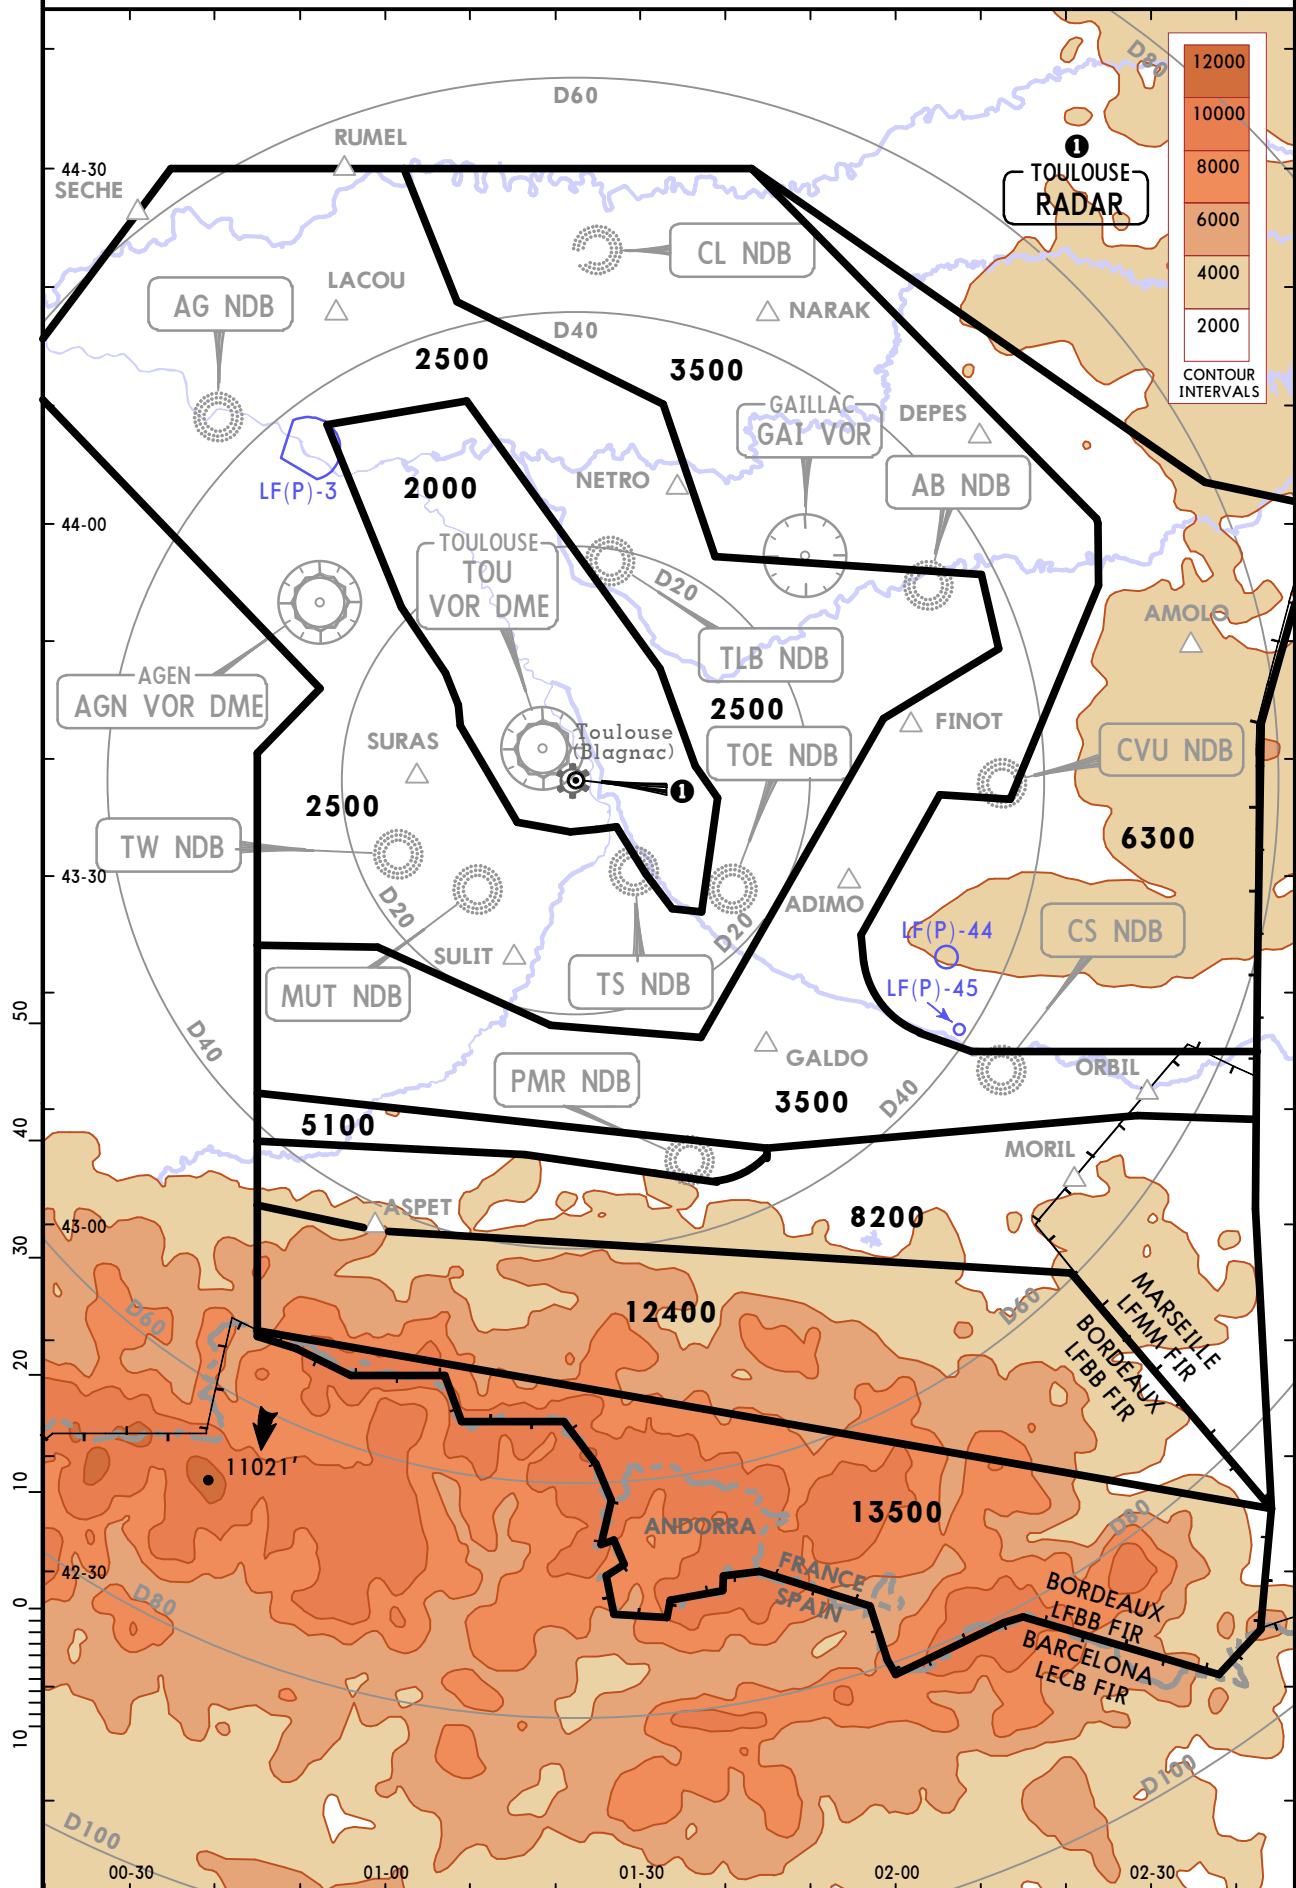 D60
D80
12000
10000
8000
6000
4000
2000
CONTOUR
INTERVALS
1
TOULOUSE
RADAR
RUMEL
44-30
SECHE
CL NDB
LACOU
AG NDB
NARAK
D40
2500
3500
GAILLAC
GAI VOR
DEPES
NETRO
AB NDB
LF(P)-3
2000
44-00
TOULOUSE
TOU
VOR DME
D20
AMOLO
TLB NDB
AGEN
AGN VOR DME
2500
FINOT
SURAS
Toulouse
(Blagnac)
TOE NDB
CVU NDB
1
2500
6300
TW NDB
43-30
D20
ADIMO
D20
LF(P)-44
CS NDB
SULIT
TS NDB
LF(P)-45
MUT NDB
50
D40
GALDO
ORBIL
PMR NDB
3500
D40
5100
40
MORIL
ASPET
8200
43-00
30
D60
12400
D60
MARSEILLE
LFMM FIR
BORDEAUX
LFBB FIR
20
11021'
10
13500
D80
ANDORRA
FRANCE
SPAIN
42-30
D80
0
BORDEAUX
LFBB FIR
BARCELONA
LECB FIR
10
D100
D100
00-30
01-00
01-30
02-00
02-30